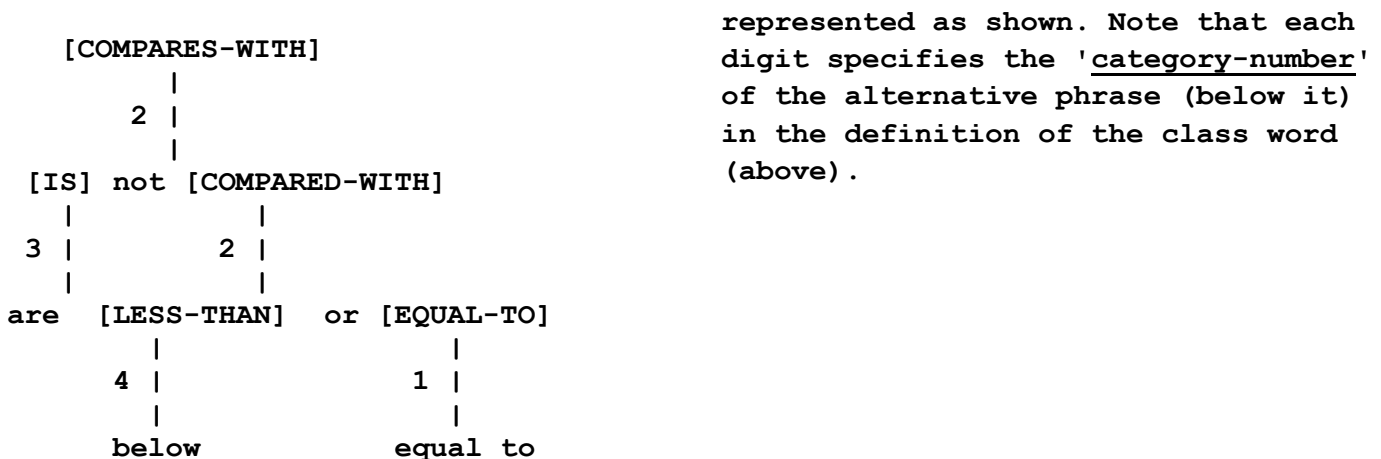 [COMPARES-WITH]
|
2 |
|
[IS] not [COMPARED-WITH]
| |
3 | 2 |
| |
are [LESS-THAN] or [EQUAL-TO]
| |
4 | 1 |
| |
below equal to
represented as shown. Note that each
digit specifies the 'category-number'
of the alternative phrase (below it)
in the definition of the class word
(above).